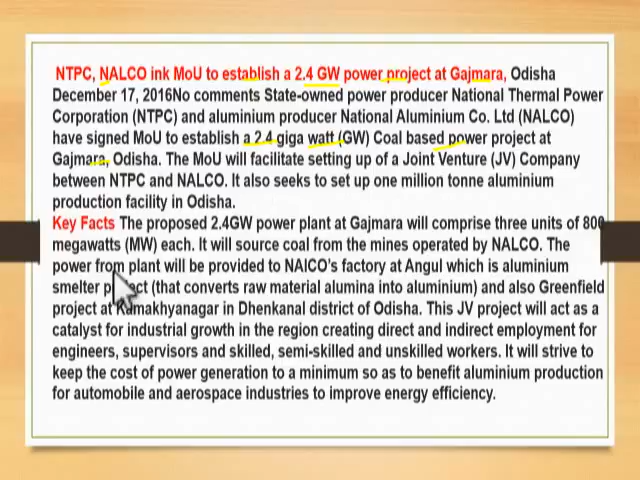 NTPC, NALCO ink MoU to establish a 2.4 GW power project at Gajmara, Odisha
December 17, 2016No comments State-owned power producer National Thermal Power
Corporation (NTPC) and aluminium producer National Aluminium Co. Ltd (NALCO)
have signed MoU to establish a 2.4 giga watt (GW) Coal based power project at
Gajmara, Odisha. The MoU will facilitate setting up of a Joint Venture (JV) Company
between NTPC and NALCO. It also seeks to set up one million tonne aluminium
production facility in Odisha.
Key Facts The proposed 2.4GW power plant at Gajmara will comprise three units of 800
megawatts (MW) each. It will source coal from the mines operated by NALCO. The
power from plant will be provided to NAlCO's factory at Angul which is aluminium
smelter (that converts raw material alumina into aluminium) and also Greenfield
project at Kamakhyanagar in Dhenkanal district of Odisha. This JV project will act as a
catalyst for industrial growth in the region creating direct and indirect employment for
engineers, supervisors and skilled, semi-skilled and unskilled workers. It will strive to
keep the cost of power generation to a minimum so as to benefit aluminium production
for automobile and aerospace industries to improve energy efficiency.